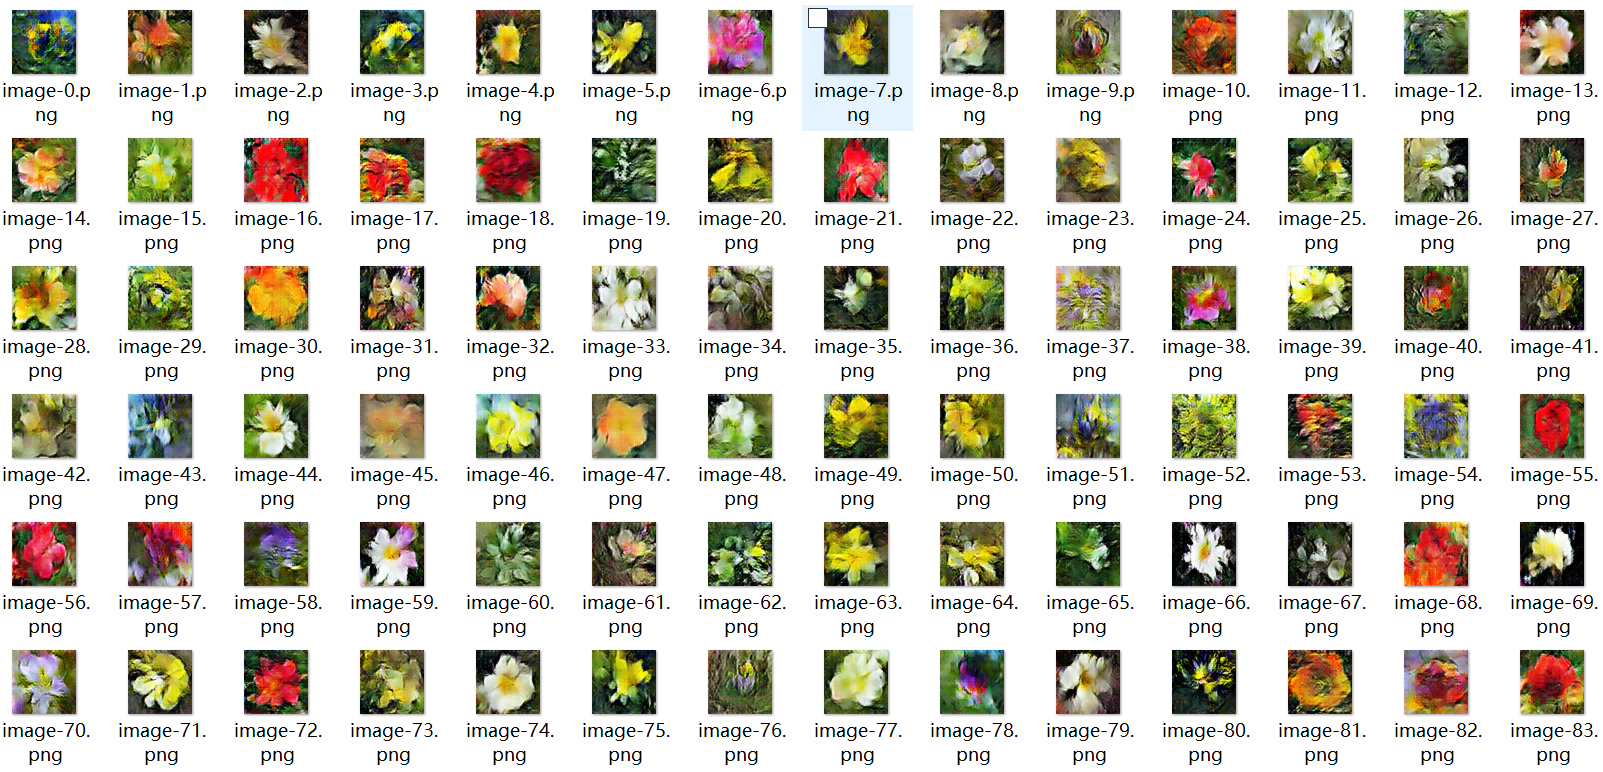 image-0.p image-1.p image-2.p image-3.p image-4.p image-5.p image-6.p image-7.p image-8.p image-9.p image-10. image-11. image-12. image-13.
ng ng ng ng ng ng ng ng ng ng png png png png
image-14. image-15. image-16. image-17. image-18. image-19. image-20. image-21. image-22. image-23. image-24. image-25. image-26. image-27.
png png png png png png png png png png png png png png
image-28. image-29. image-30. image-31. image-32. image-33. image-34. image-35. image-36. image-37. image-38. image-39. image-40. image-41.
png png png png png png png png png png png png png png
image-42. image-43. image-44. image-45. image-46. image-47. image-48. image-49. image-50. image-51. image-52. image-53. image-54. image-55.
png png png png png png png png png png png png png png
image-56. image-57. image-58. image-59. image-60. image-61. image-62. image-63. image-64. image-65. image-66. image-67. image-68. image-69.
png png png png png png png png png png png png png png
image-70. image-71. image-72. image-73. image-74. image-75. image-76. image-77. image-78. image-79. image-80. image-81. image-82. image-83.
png png png png png png png png png png png png png png